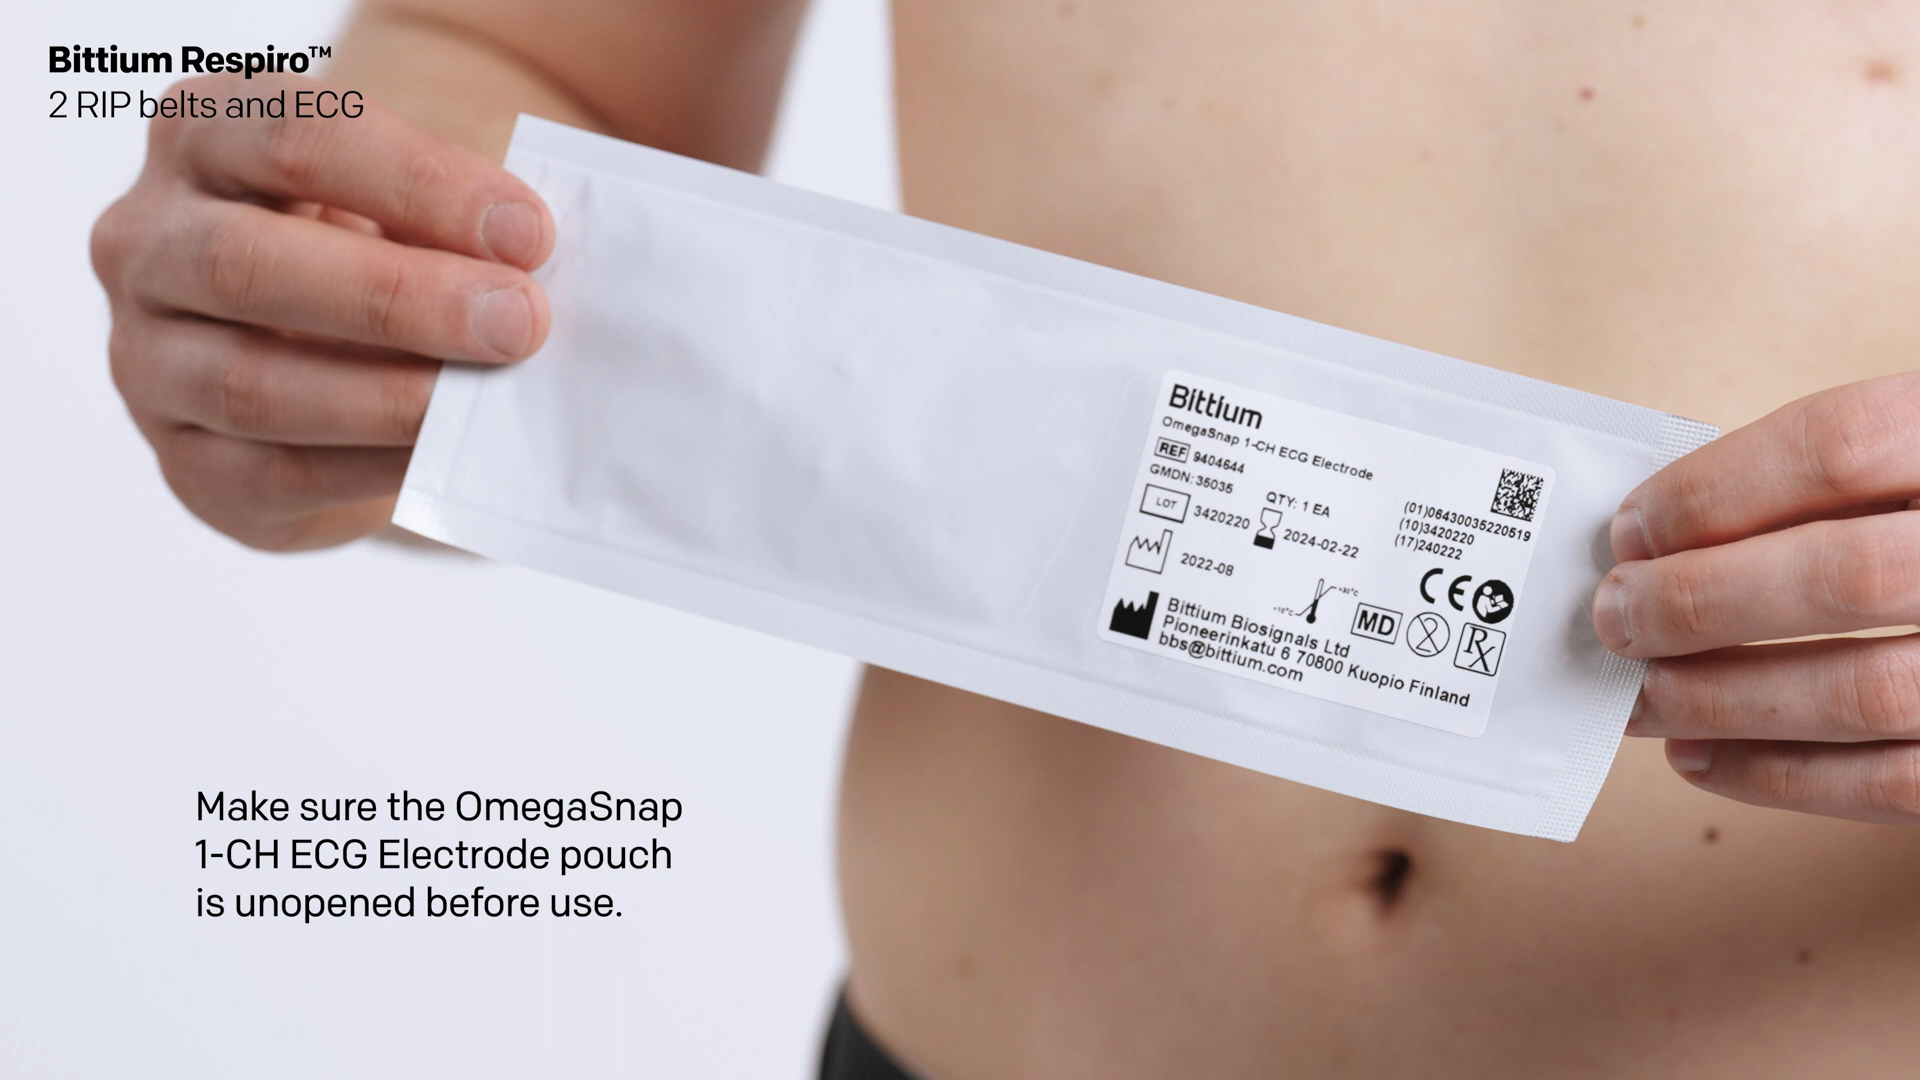 Bittium Respiro™
2 RIP belts and ECG
Bittium
OmegaSnap 1-CH ECG Electrode
REF 9404644
GMDN: 35035
QTY: 1 EA
LOT 3420220
2024-02-22
2022-08
(01)06430035220519
(10)3420220
(17)240222
CE
+10°C
+30°C
MD
2
Rx
Bittium Biosignals Ltd
Pioneerinkatu 6 70800 Kuopio Finland
bbs@bittium.com
Make sure the OmegaSnap
1-CH ECG Electrode pouch
is unopened before use.